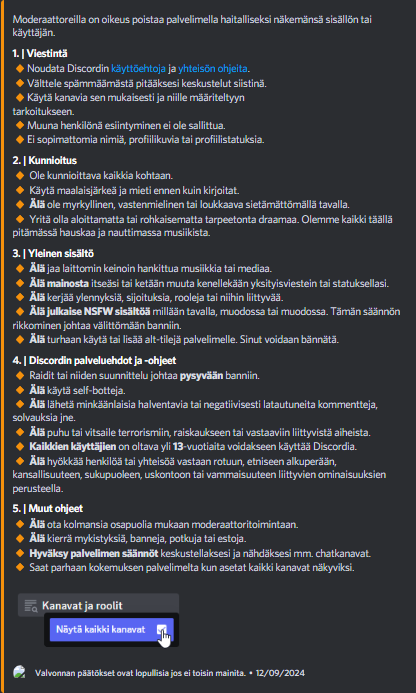 Moderaattoreilla on oikeus poistaa palvelimella haitalliseksi näkemänsä sisällön tai
käyttäjän.
1. | Viestintä
🔸 Noudata Discordin käyttöehtoja ja yhteisön ohjeita.
🔸 Välttele spämmäämästä pitääksesi keskustelut siistinä.
🔸 Käytä kanavia sen mukaisesti ja niille määriteltyyn
tarkoitukseen.
🔸 Muuna henkilönä esiintyminen ei ole sallittua.
🔸 Ei sopimattomia nimiä, profiilikuvia tai profiilistatuksia.
2. | Kunnioitus
🔸 Ole kunnioittava kaikkia kohtaan.
🔸 Käytä maalaisjärkeä ja mieti ennen kuin kirjoitat.
🔸 Älä ole myrkyllinen, vastenmielinen tai loukkaava sietämättömällä tavalla.
🔸 Yritä olla aloittamatta tai rohkaisematta tarpeetonta draamaa. Olemme kaikki täällä
pitämässä hauskaa ja nauttimassa musiikista.
3. | Yleinen sisältö
🔸 Älä jaa laittomin keinoin hankittua musiikkia tai mediaa.
🔸 Älä mainosta itseäsi tai ketään muuta kenellekään yksityisviestein tai statuksellasi.
🔸 Älä kerjää ylennyksiä, sijoituksia, rooleja tai niihin liittyvää.
🔸 Älä julkaise NSFW sisältöä millään tavalla, muodossa tai muodossa. Tämän säännön
rikkominen johtaa välittömään banniin.
🔸 Älä turhaan käytä tai lisää alt-tilejä palvelimelle. Sinut voidaan bännätä.
4. | Discordin palveluehdot ja -ohjeet
🔸 Raidit tai niiden suunnittelu johtaa pysyvään banniin.
🔸 Älä käytä self-botteja.
🔸 Älä lähetä minkäänlaisia halventavia tai negatiivisesti latautuneita kommentteja,
solvauksia jne.
🔸 Älä puhu tai vitsaile terrorismiin, raiskaukseen tai vastaaviin liittyvistä aiheista.
🔸 Kaikkien käyttäjien on oltava yli 13-vuotiaita voidakseen käyttää Discordia.
🔸 Älä hyökkää henkilöä tai yhteisöä vastaan rotuun, etniseen alkuperään,
kansallisuuteen, sukupuoleen, uskontoon tai vammaisuuteen liittyvien ominaisuuksien
perusteella.
5. | Muut ohjeet
🔸 Älä ota kolmansia osapuolia mukaan moderaattoritoimintaan.
🔸 Älä kierrä mykistyksiä, banneja, potkuja tai estoja.
🔸 Hyväksy palvelimen säännöt keskustellaksesi ja nähdäksesi mm. chatkanavat.
🔸 Saat parhaan kokemuksen palvelimelta kun asetat kaikki kanavat näkyviksi.
Kanavat ja roolit
Näytä kaikki kanavat
Valvonnan päätökset ovat lopullisia jos ei toisin mainita. • 12/09/2024